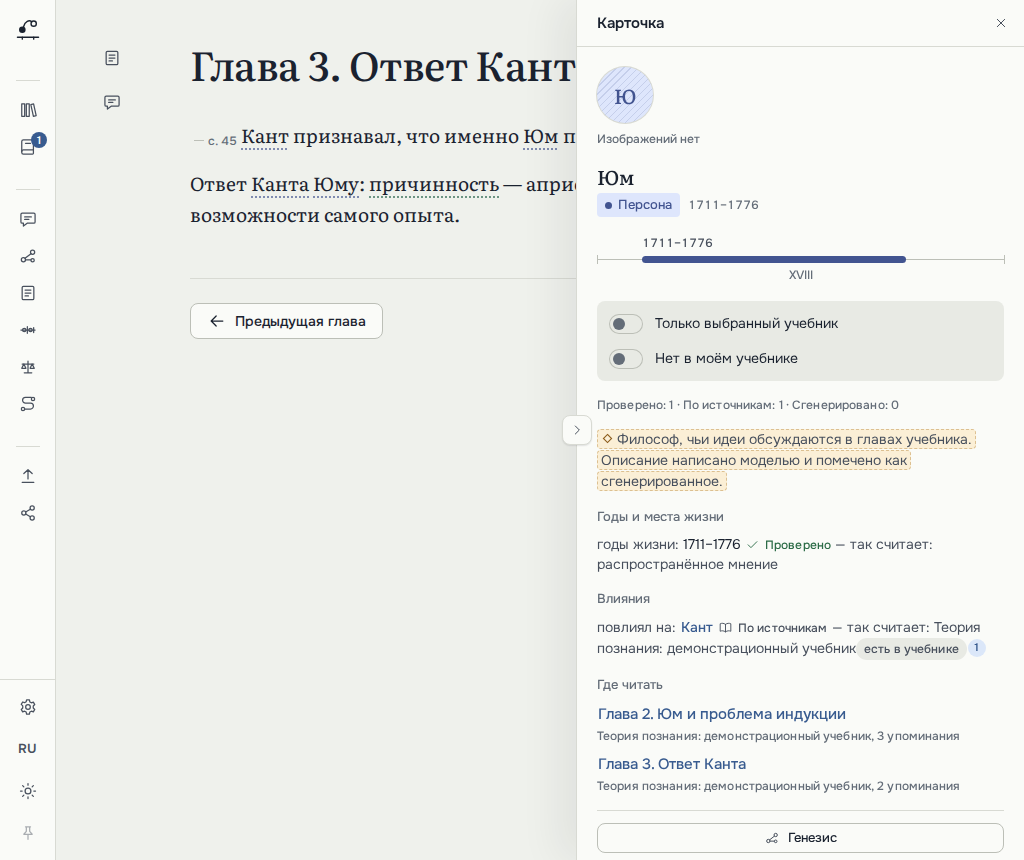 1
RU
Глава 3. Ответ Кант
с. 45 Кант признавал, что именно Юм п
Ответ Канта Юму: причинность — апри
возможности самого опыта.
Предыдущая глава
Карточка
Ю
Изображений нет
Юм
Персона 1711–1776
1711–1776
XVIII
Только выбранный учебник
Нет в моём учебнике
Проверено: 1 · По источникам: 1 · Сгенерировано: 0
Философ, чьи идеи обсуждаются в главах учебника.
Описание написано моделью и помечено как
сгенерированное.
Годы и места жизни
годы жизни: 1711–1776 Проверено — так считает:
распространённое мнение
Влияния
повлиял на: Кант По источникам — так считает: Теория
познания: демонстрационный учебник есть в учебнике 1
Где читать
Глава 2. Юм и проблема индукции
Теория познания: демонстрационный учебник, 3 упоминания
Глава 3. Ответ Канта
Теория познания: демонстрационный учебник, 2 упоминания
Генезис